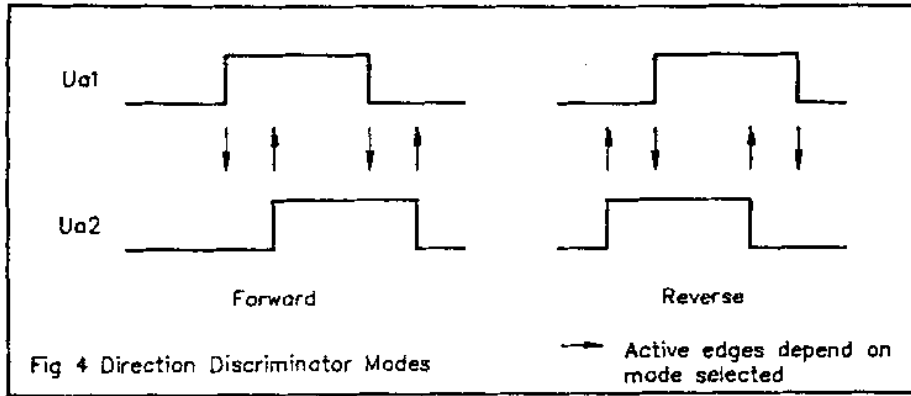 Ua1
Ua2
Forward
Reverse
Fig 4 Direction Discriminator Modes
Active edges depend on
mode selected